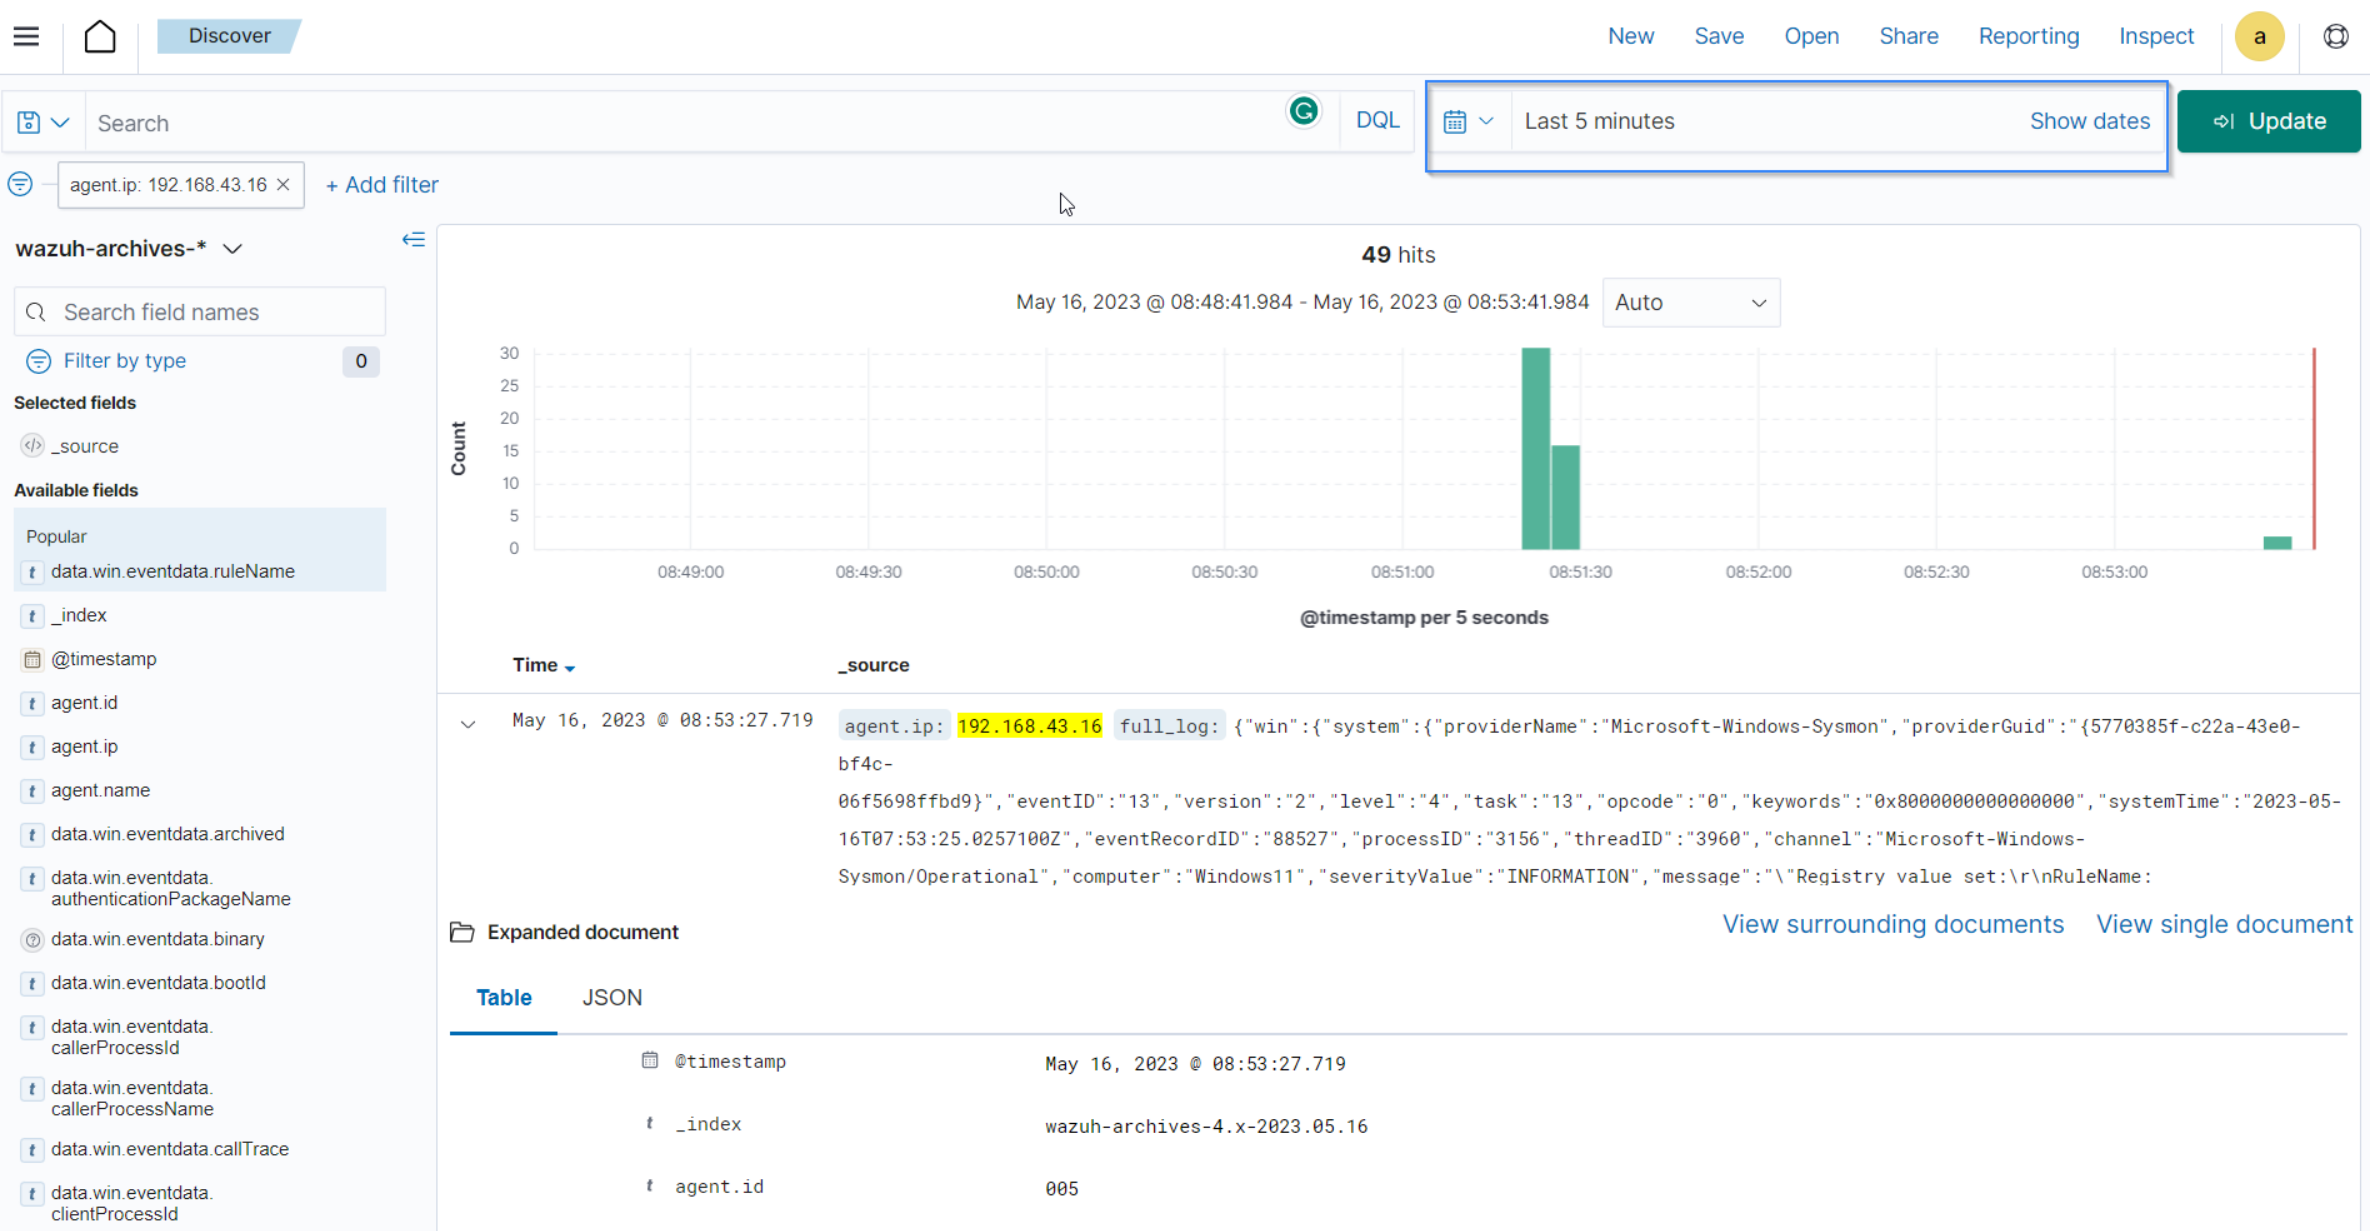 Discover
New Save Open Share Reporting Inspect a
Search
DQL
Last 5 minutes Show dates
Update
agent.ip: 192.168.43.16 × + Add filter
wazuh-archives-*
Search field names
Filter by type 0
Selected fields
_source
Available fields
Popular
t data.win.eventdata.ruleName
t _index
@timestamp
t agent.id
t agent.ip
t agent.name
t data.win.eventdata.archived
t data.win.eventdata.
authenticationPackageName
data.win.eventdata.binary
t data.win.eventdata.bootId
t data.win.eventdata.
callerProcessId
t data.win.eventdata.
callerProcessName
t data.win.eventdata.callTrace
t data.win.eventdata.
clientProcessId
49 hits
May 16, 2023 @ 08:48:41.984 - May 16, 2023 @ 08:53:41.984 Auto
Count
30
25
20
15
10
5
0
08:49:00 08:49:30 08:50:00 08:50:30 08:51:00 08:51:30 08:52:00 08:52:30 08:53:00
@timestamp per 5 seconds
Time _source
May 16, 2023 @ 08:53:27.719 agent.ip: 192.168.43.16 full_log: {"win":{"system":{"providerName":"Microsoft-Windows-Sysmon","providerGuid":"{5770385f-c22a-43e0-
bf4c-
06f5698ffbd9}","eventID":"13","version":"2","level":"4","task":"13","opcode":"0","keywords":"0x8000000000000000","systemTime":"2023-05-
16T07:53:25.0257100Z","eventRecordID":"88527","processID":"3156","threadID":"3960","channel":"Microsoft-Windows-
Sysmon/Operational","computer":"Windows11","severityValue":"INFORMATION","message":"\"Registry value set:\r\nRuleName:
Expanded document View surrounding documents View single document
Table JSON
@timestamp May 16, 2023 @ 08:53:27.719
t _index wazuh-archives-4.x-2023.05.16
t agent.id 005